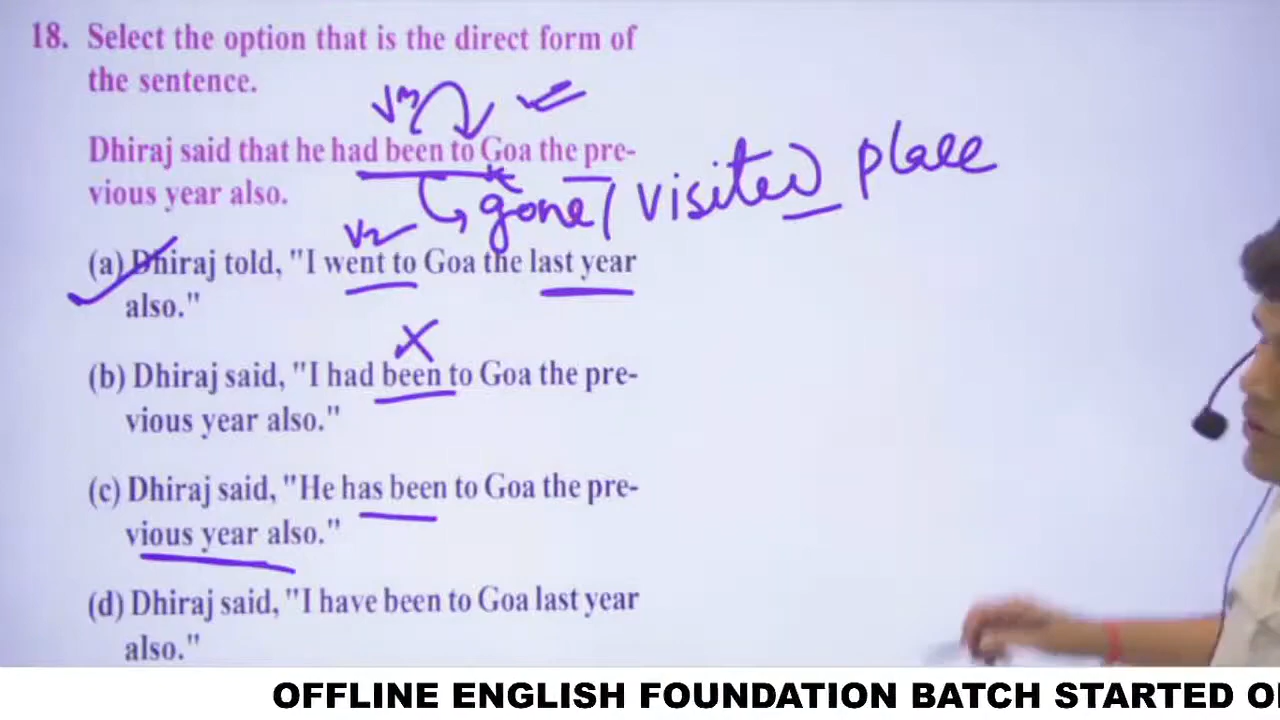 18. Select the option that is the direct form of
the sentence.
V3
Dhiraj said that he had been to Goa the pre-
vious year also.
gone / visited place
V2
(a) Dhiraj told, "I went to Goa the last year
also."
(b) Dhiraj said, "I had been to Goa the pre-
vious year also."
(c) Dhiraj said, "He has been to Goa the pre-
vious year also."
(d) Dhiraj said, "I have been to Goa last year
also."
OFFLINE ENGLISH FOUNDATION BATCH STARTED